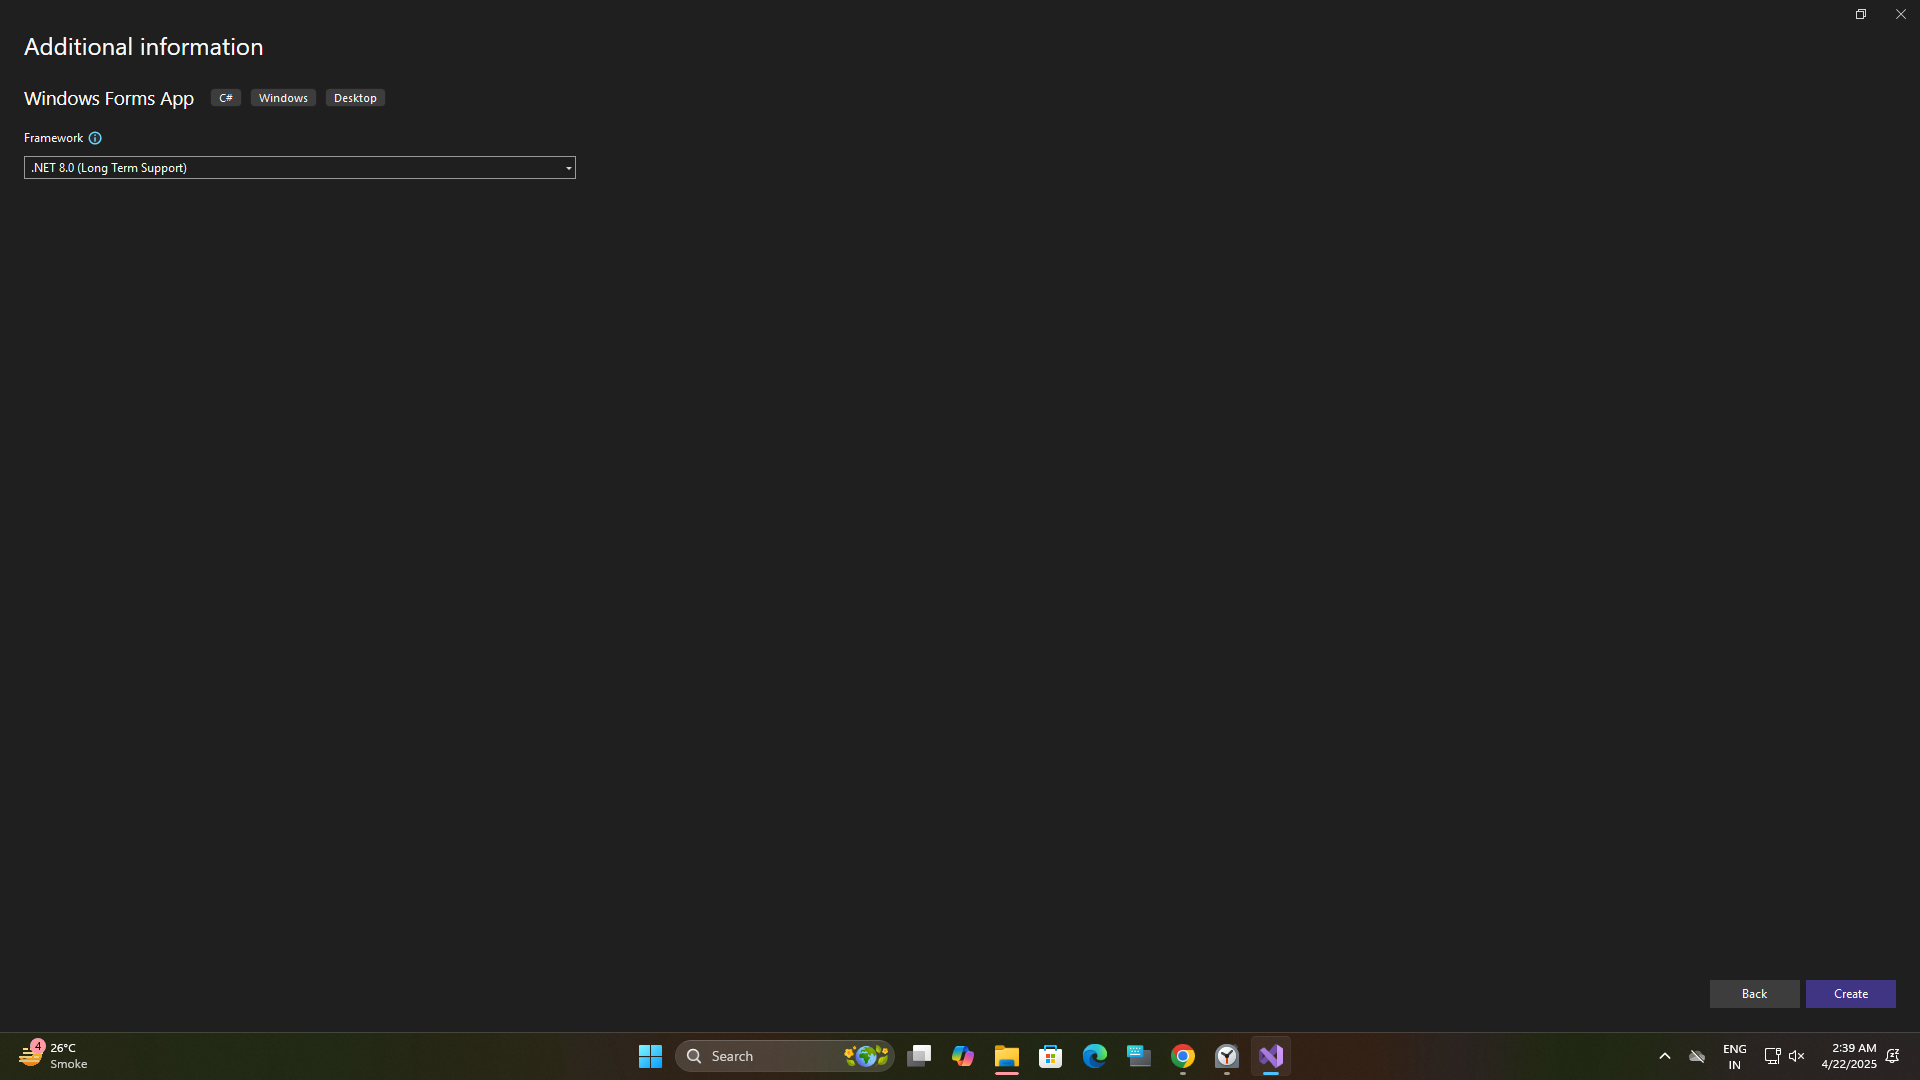 Additional information
Windows Forms App C# Windows Desktop
Framework
.NET 8.0 (Long Term Support)
Back Create
4
26°C
Smoke
Search
ENG
IN
2:39 AM
4/22/2025